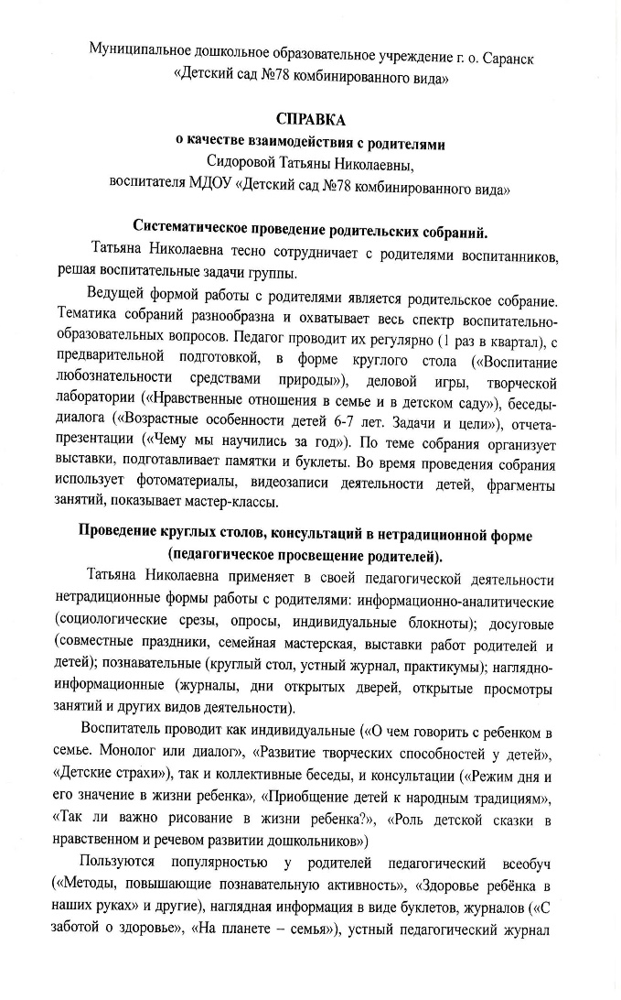 Муниципальное дошкольное образовательное учреждение г. о. Саранск
«Детский сад №78 комбинированного вида»
СПРАВКА
о качестве взаимодействия с родителями
Сидоровой Татьяны Николаевны,
воспитателя МДОУ «Детский сад №78 комбинированного вида»
Систематическое проведение родительских собраний.
Татьяна Николаевна тесно сотрудничает с родителями воспитанников,
решая воспитательные задачи группы.
Ведущей формой работы с родителями является родительское собрание.
Тематика собраний разнообразна и охватывает весь спектр воспитательно-
образовательных вопросов. Педагог проводит их регулярно (1 раз в квартал), с
предварительной подготовкой, в форме круглого стола («Воспитание
любознательности средствами природы»), деловой игры, творческой
лаборатории («Нравственные отношения в семье и в детском саду»), беседы-
диалога («Возрастные особенности детей 6-7 лет. Задачи и цели»), отчета-
презентации («Чему мы научились за год»). По теме собрания организует
выставки, подготавливает памятки и буклеты. Во время проведения собрания
использует фотоматериалы, видеозаписи деятельности детей, фрагменты
занятий, показывает мастер-классы.
Проведение круглых столов, консультаций в нетрадиционной форме
(педагогическое просвещение родителей).
Татьяна Николаевна применяет в своей педагогической деятельности
нетрадиционные формы работы с родителями: информационно-аналитические
(социологические срезы, опросы, индивидуальные блокноты); досуговые
(совместные праздники, семейная мастерская, выставки работ родителей и
детей); познавательные (круглый стол, устный журнал, практикумы); наглядно-
информационные (журналы, дни открытых дверей, открытые просмотры
занятий и других видов деятельности).
Воспитатель проводит как индивидуальные («О чем говорить с ребенком в
семье. Монолог или диалог», «Развитие творческих способностей у детей»,
«Детские страхи»), так и коллективные беседы, и консультации («Режим дня и
его значение в жизни ребенка», «Приобщение детей к народным традициям»,
«Так ли важно рисование в жизни ребенка?», «Роль детской сказки в
нравственном и речевом развитии дошкольников»)
Пользуются популярностью у родителей педагогический всеобуч
(«Методы, повышающие познавательную активность», «Здоровье ребёнка в
наших руках» и другие), наглядная информация в виде буклетов, журналов («С
заботой о здоровье», «На планете – семья»), устный педагогический журнал